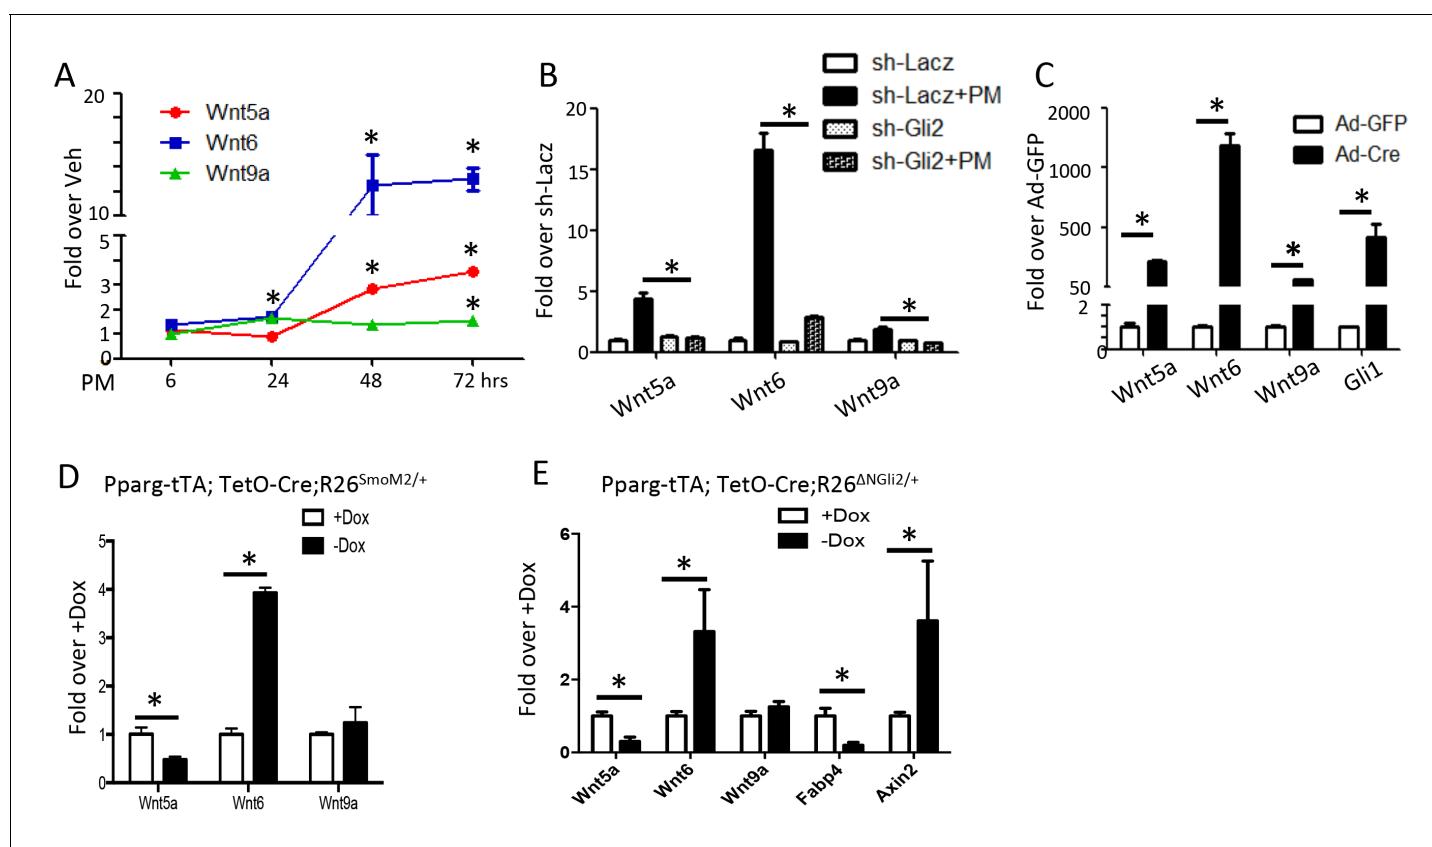 A
20
10
5
3
2
1
0
Fold over Veh
Wnt5a
Wnt6
Wnt9a
*
*
*
*
*
*
PM
6
24
48
72 hrs
B
sh-Lacz
sh-Lacz+PM
sh-Gli2
sh-Gli2+PM
20
15
10
5
0
Fold over sh-Lacz
*
*
*
Wnt5a
Wnt6
Wnt9a
C
2000
1000
500
50
2
0
Fold over Ad-GFP
Ad-GFP
Ad-Cre
*
*
*
*
Wnt5a
Wnt6
Wnt9a
Gli1
D
Pparg-tTA; TetO-Cre;R26SmoM2/+
+Dox
-Dox
5
4
3
2
1
0
Fold over +Dox
*
*
Wnt5a
Wnt6
Wnt9a
E
Pparg-tTA; TetO-Cre;R26ΔNGli2/+
+Dox
-Dox
6
4
2
0
Fold over +Dox
*
*
*
*
Wnt5a
Wnt6
Wnt9a
Fabp4
Axin2